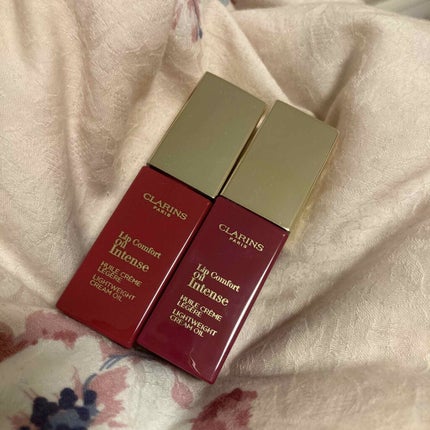 CLARINS
PARIS
Lip Comfort
Oil
Intense
HUILE CRÈME
LÉGÈRE
LIGHTWEIGHT
CREAM OIL
CLARINS
PARIS
Lip Comfort
Oil
Intense
HUILE CRÈME
LÉGÈRE
LIGHTWEIGHT
CREAM OIL